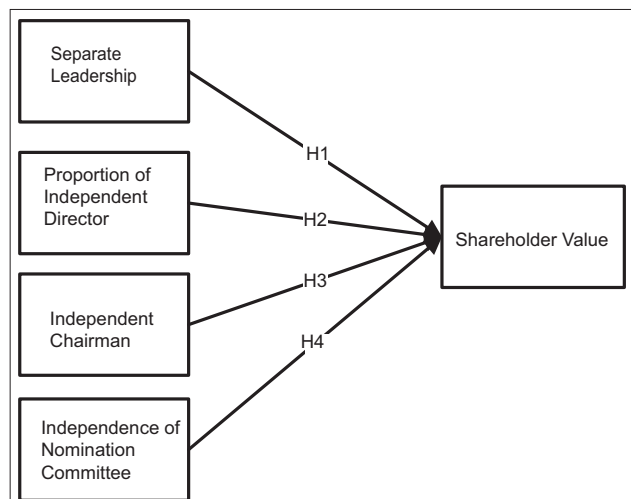 Separate
Leadership
H1
Proportion of
Independent
Director
H2
Shareholder Value
Independent
Chairman
H3
H4
Independence of
Nomination
Committee